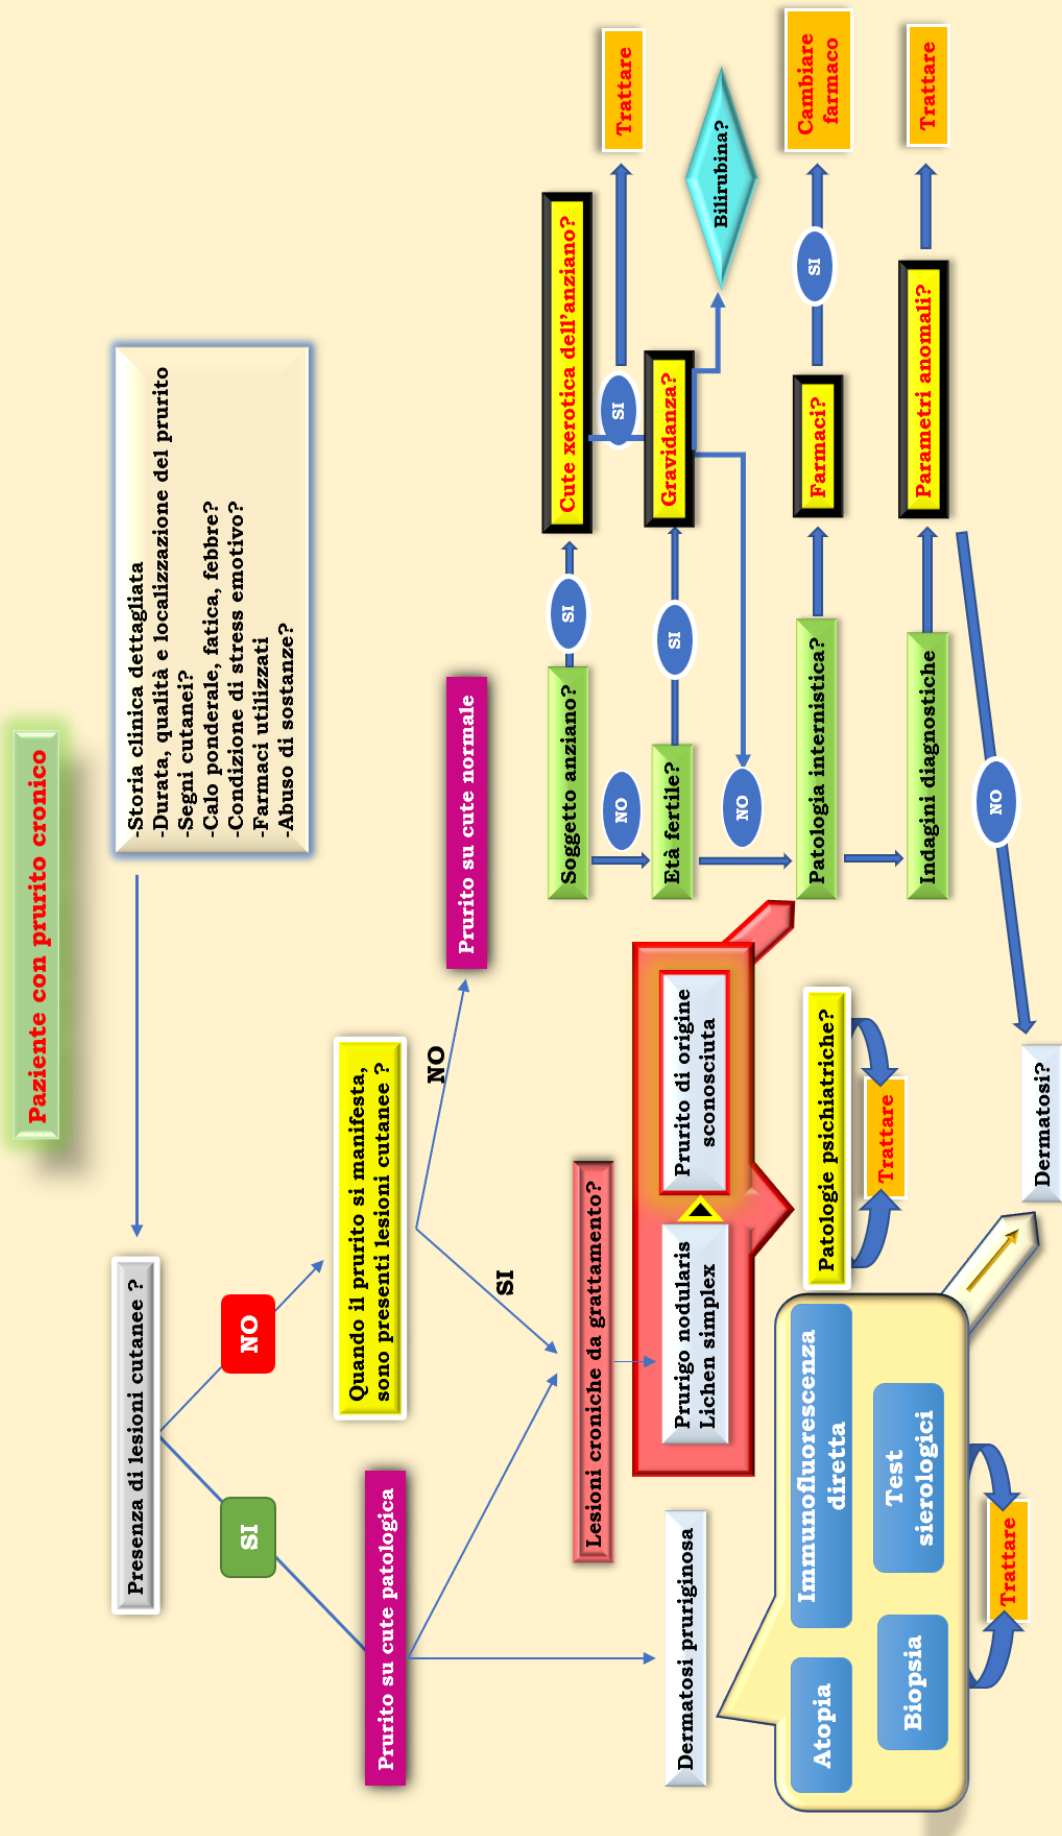 Paziente con prurito cronico
-Storia clinica dettagliata
-Durata, qualità e localizzazione del prurito
-Segni cutanei?
-Calo ponderale, fatica, febbre?
-Condizione di stress emotivo?
-Farmaci utilizzati
-Abuso di sostanze?
Presenza di lesioni cutanee ?
SI
NO
Quando il prurito si manifesta,
sono presenti lesioni cutanee ?
Prurito su cute patologica
NO
SI
Prurito su cute normale
Lesioni croniche da grattamento?
Soggetto anziano?
SI
Cute xerotica dell'anziano?
NO
SI
Trattare
Dermatosi pruriginosa
Prurigo nodularis
Lichen simplex
Prurito di origine
sconosciuta
Età fertile?
SI
Gravidanza?
Bilirubina?
NO
Atopia
Immunofluorescenza
diretta
Biopsia
Test
sierologici
Trattare
Patologie psichiatriche?
Trattare
Patologia internistica?
Farmaci?
SI
Cambiare
farmaco
Indagini diagnostiche
Parametri anomali?
Trattare
NO
Dermatosi?